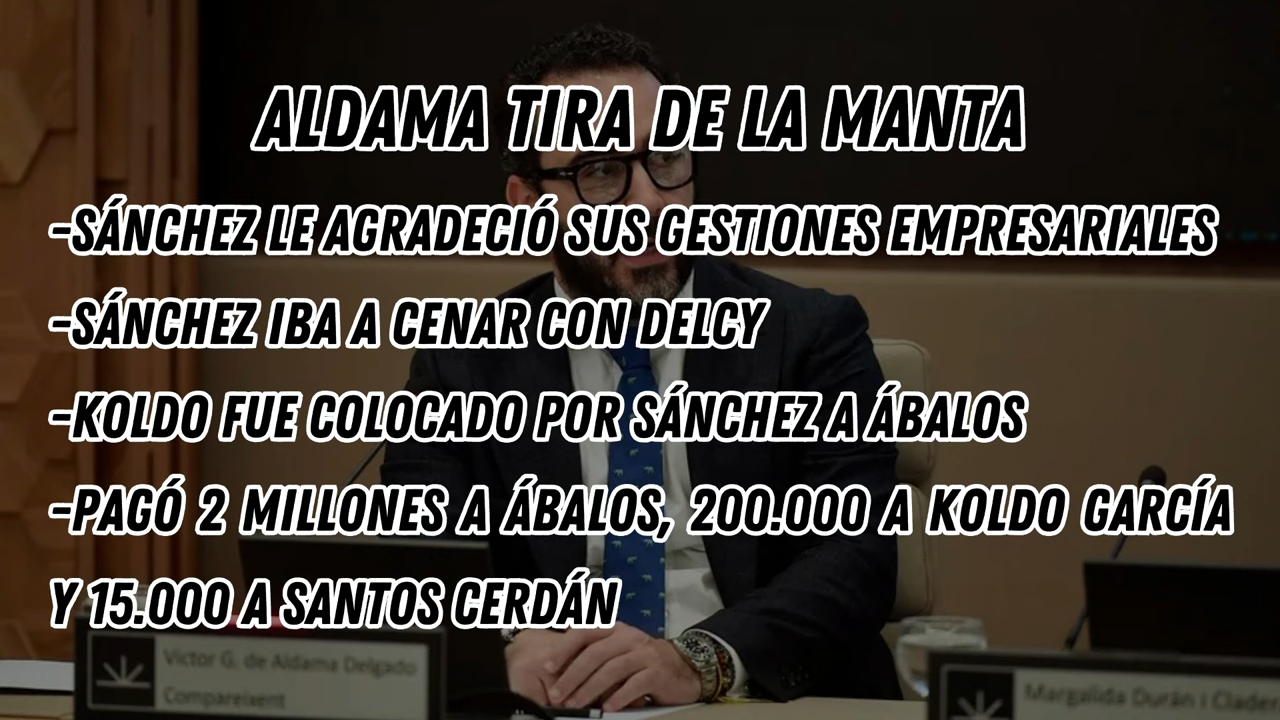 ALDAMA TIRA DE LA MANTA
-SÁNCHEZ LE AGRADECIÓ SUS GESTIONES EMPRESARIALES
-SÁNCHEZ IBA A CENAR CON DELCY
-KOLDO FUE COLOCADO POR SÁNCHEZ A ÁBALOS
-PAGÓ 2 MILLONES A ÁBALOS, 200.000 A KOLDO GARCÍA
Y 15.000 A SANTOS CERDÁN
Víctor G. de Aldama Delgado
Compareixent
Margalida Durán i Clader